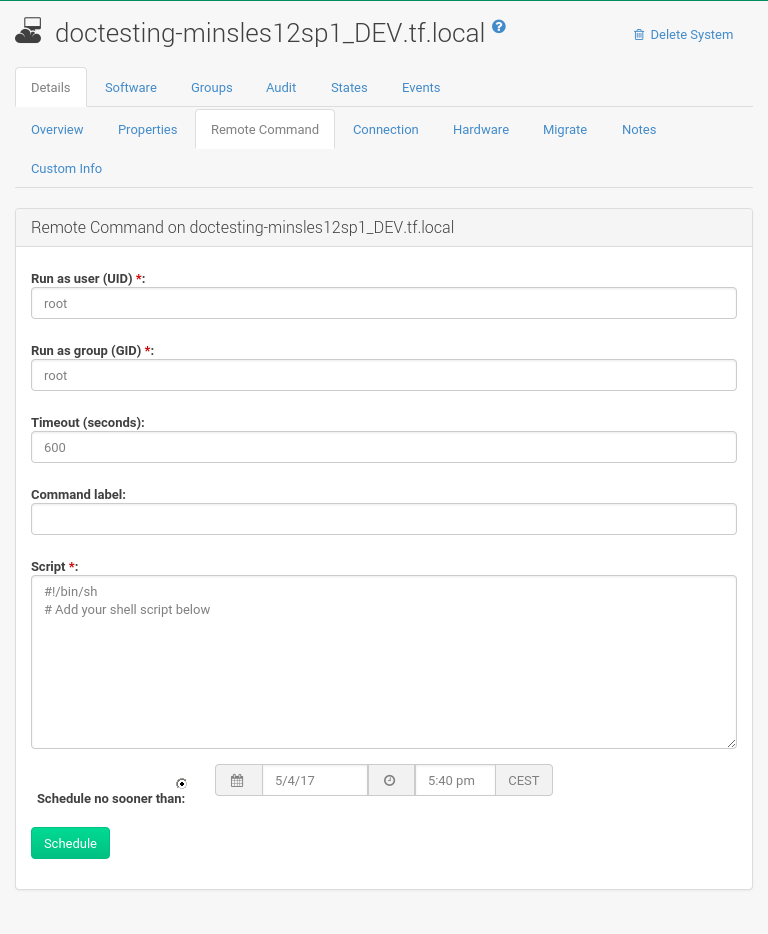 doctesting-minsles12sp1_DEV.tf.local ?
Delete System
Details Software Groups Audit States Events
Overview Properties Remote Command Connection Hardware Migrate Notes
Custom Info
Remote Command on doctesting-minsles12sp1_DEV.tf.local
Run as user (UID) *:
root
Run as group (GID) *:
root
Timeout (seconds):
600
Command label:
Script *:
#!/bin/sh
# Add your shell script below
5/4/17 5:40 pm CEST
Schedule no sooner than:
Schedule